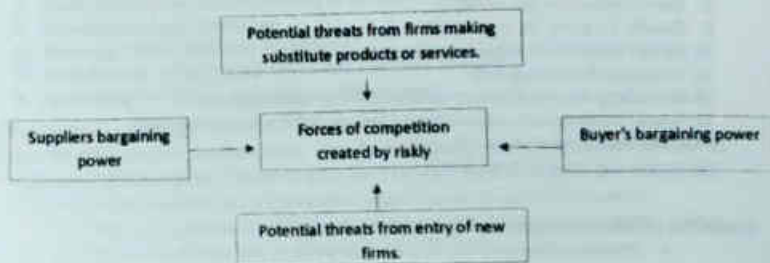 Potential threats from firms making
substitute products or services.
Suppliers bargaining
power
Forces of competition
created by riskly
Buyer's bargaining power
Potential threats from entry of new
firms.